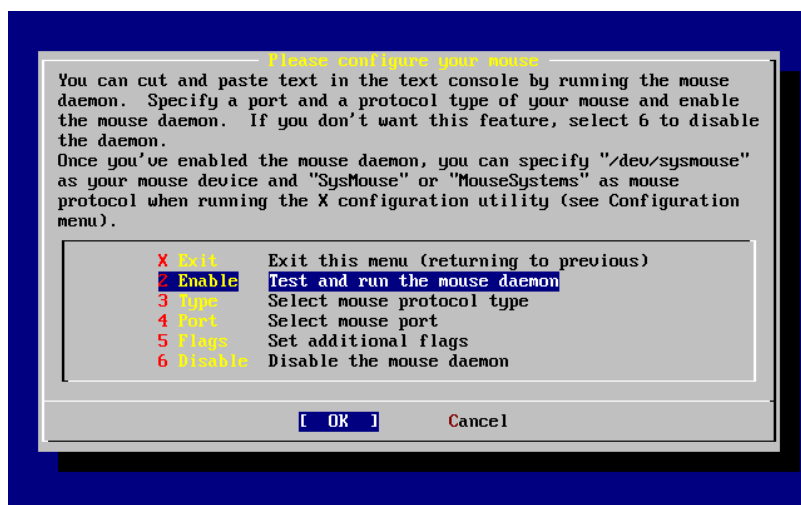 Please configure your mouse
You can cut and paste text in the text console by running the mouse
daemon.  Specify a port and a protocol type of your mouse and enable
the mouse daemon.  If you don't want this feature, select 6 to disable
the daemon.
Once you've enabled the mouse daemon, you can specify "/dev/sysmouse"
as your mouse device and "SysMouse" or "MouseSystems" as mouse
protocol when running the X configuration utility (see Configuration
menu).
X Exit Exit this menu (returning to previous)
2 Enable Test and run the mouse daemon
3 Type Select mouse protocol type
4 Port Select mouse port
5 Flags Set additional flags
6 Disable Disable the mouse daemon
[ OK ] Cancel